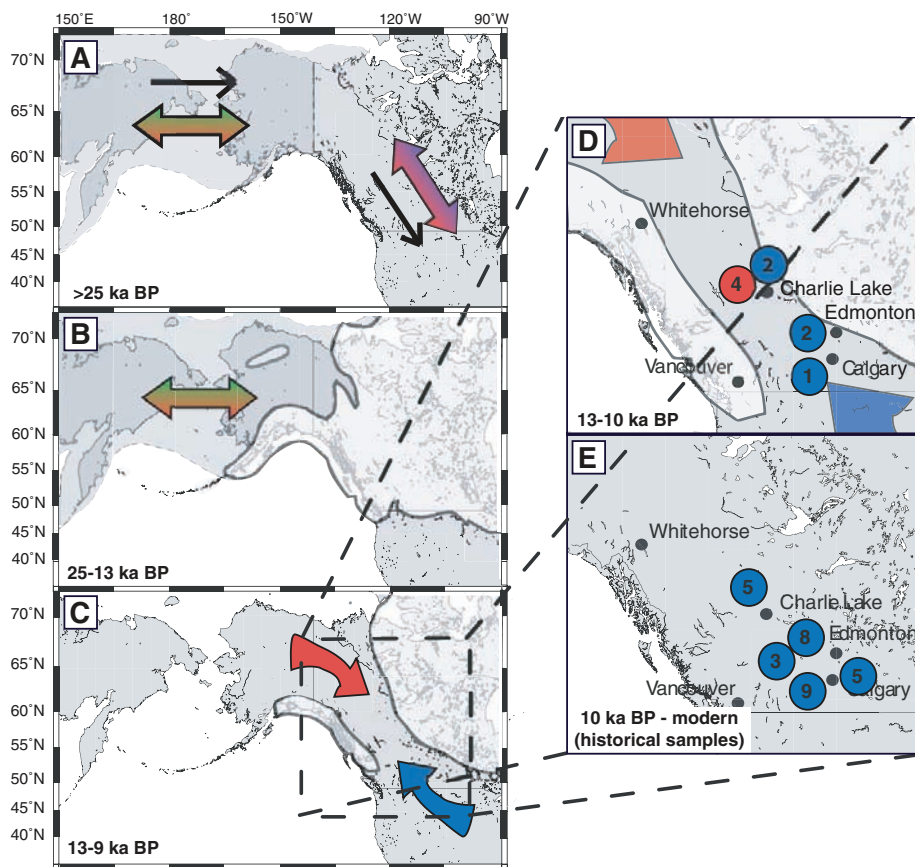 150˚E 180˚ 150˚W 120˚W 90˚W
A
70˚N
65˚N
60˚N
55˚N
50˚N
45˚N
40˚N
>25 ka BP
B
70˚N
65˚N
60˚N
55˚N
50˚N
45˚N
40˚N
25-13 ka BP
C
70˚N
65˚N
60˚N
55˚N
50˚N
45˚N
40˚N
13-9 ka BP
D
Whitehorse
2
4
Charlie Lake
Edmonton
2
Calgary
1
Vancouver
13-10 ka BP
E
Whitehorse
5
Charlie Lake
8
Edmonton
3
5
Calgary
9
Vancouver
10 ka BP - modern
(historical samples)